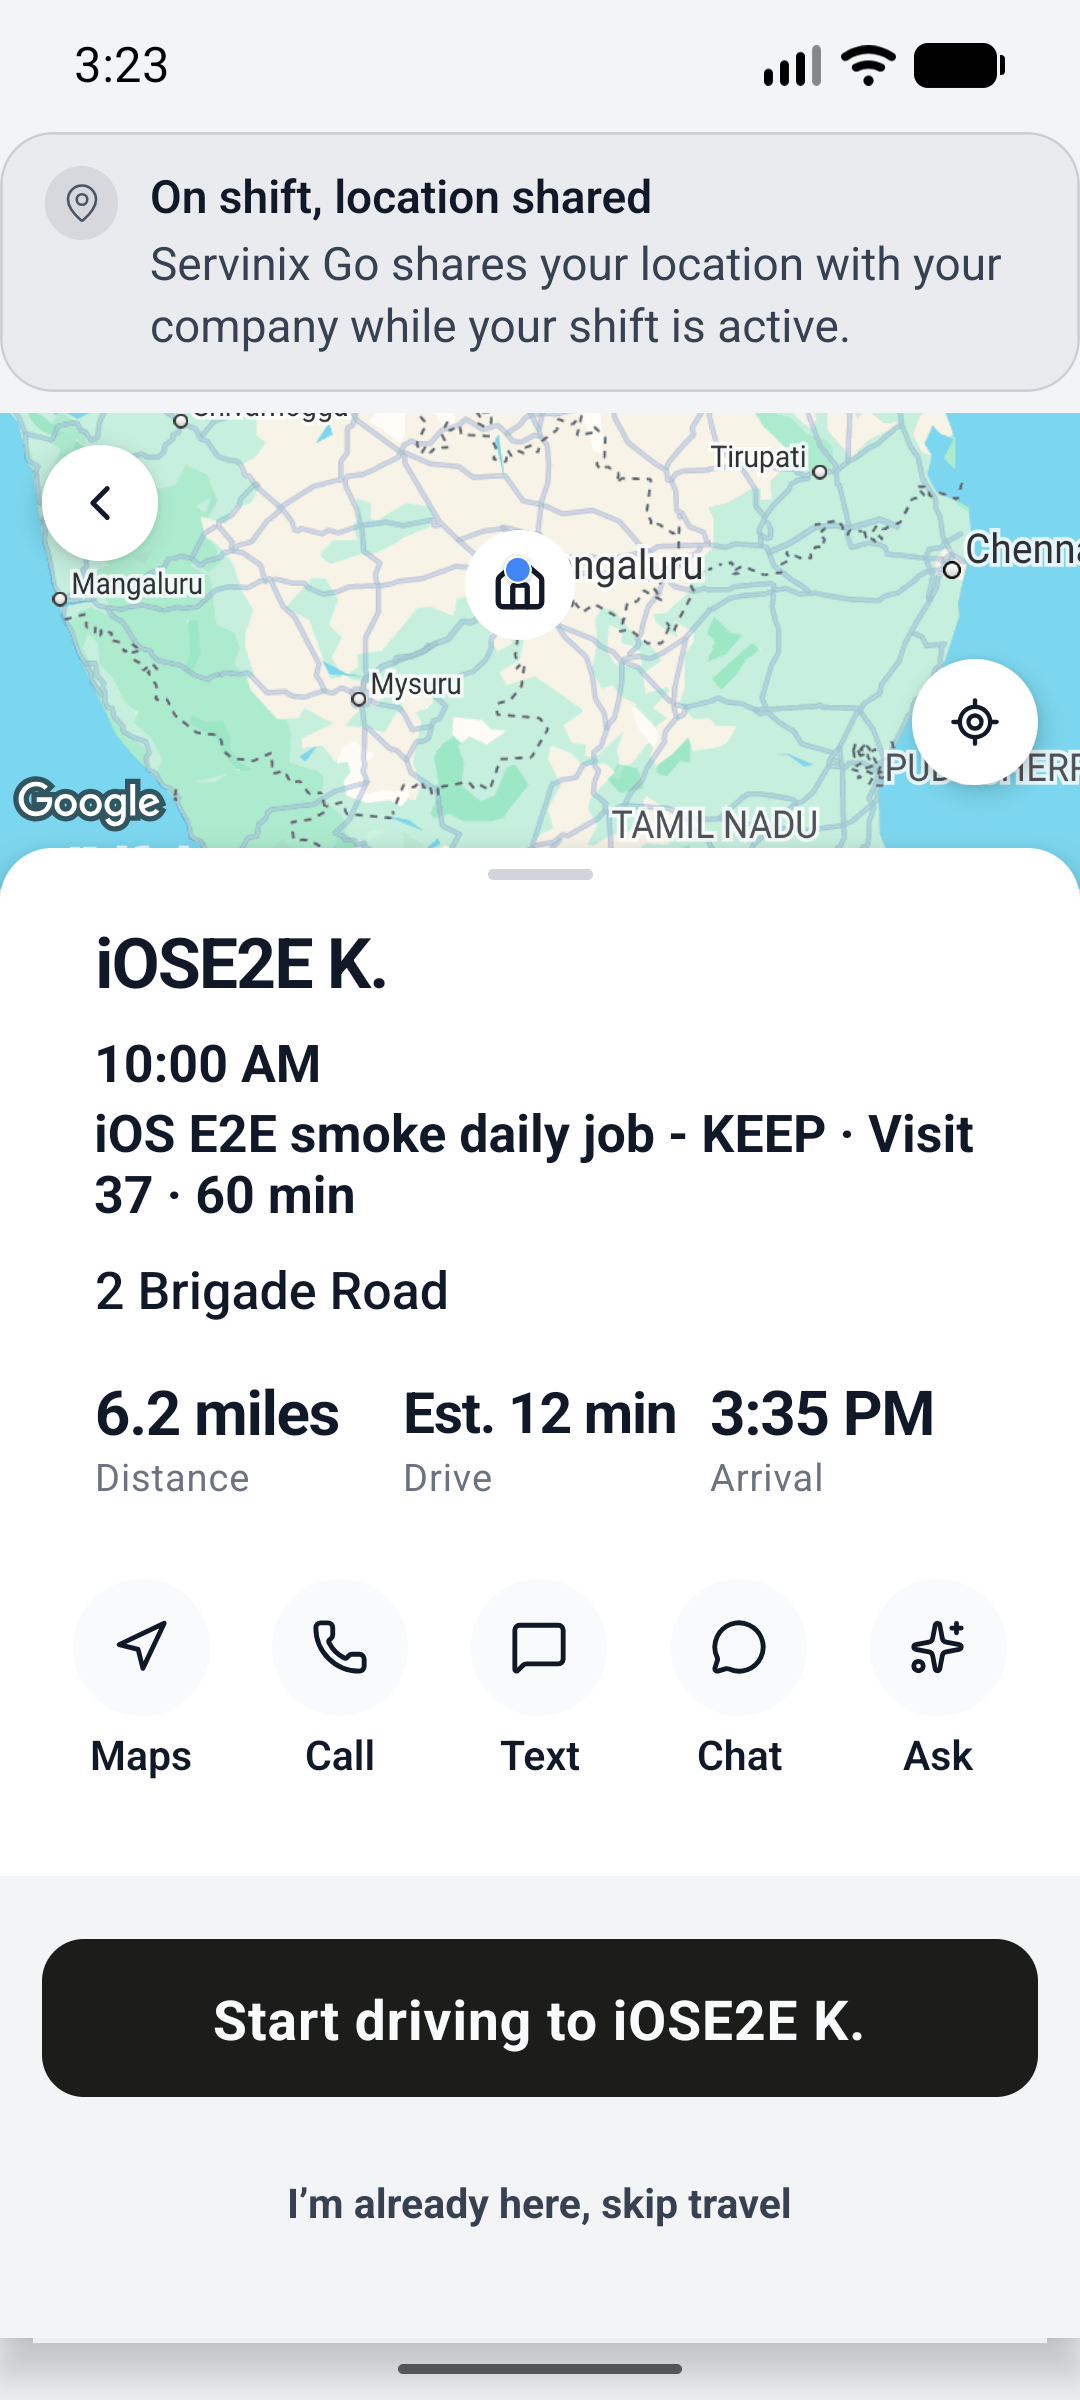 3:23
On shift, location shared
Servinix Go shares your location with your
company while your shift is active.
Tirupati
Chenna
Mangaluru
ngaluru
Mysuru
Google
TAMIL NADU
iOSE2E K.
10:00 AM
iOS E2E smoke daily job - KEEP · Visit
37 · 60 min
2 Brigade Road
6.2 miles Est. 12 min 3:35 PM
Distance Drive Arrival
Maps Call Text Chat Ask
Start driving to iOSE2E K.
I’m already here, skip travel